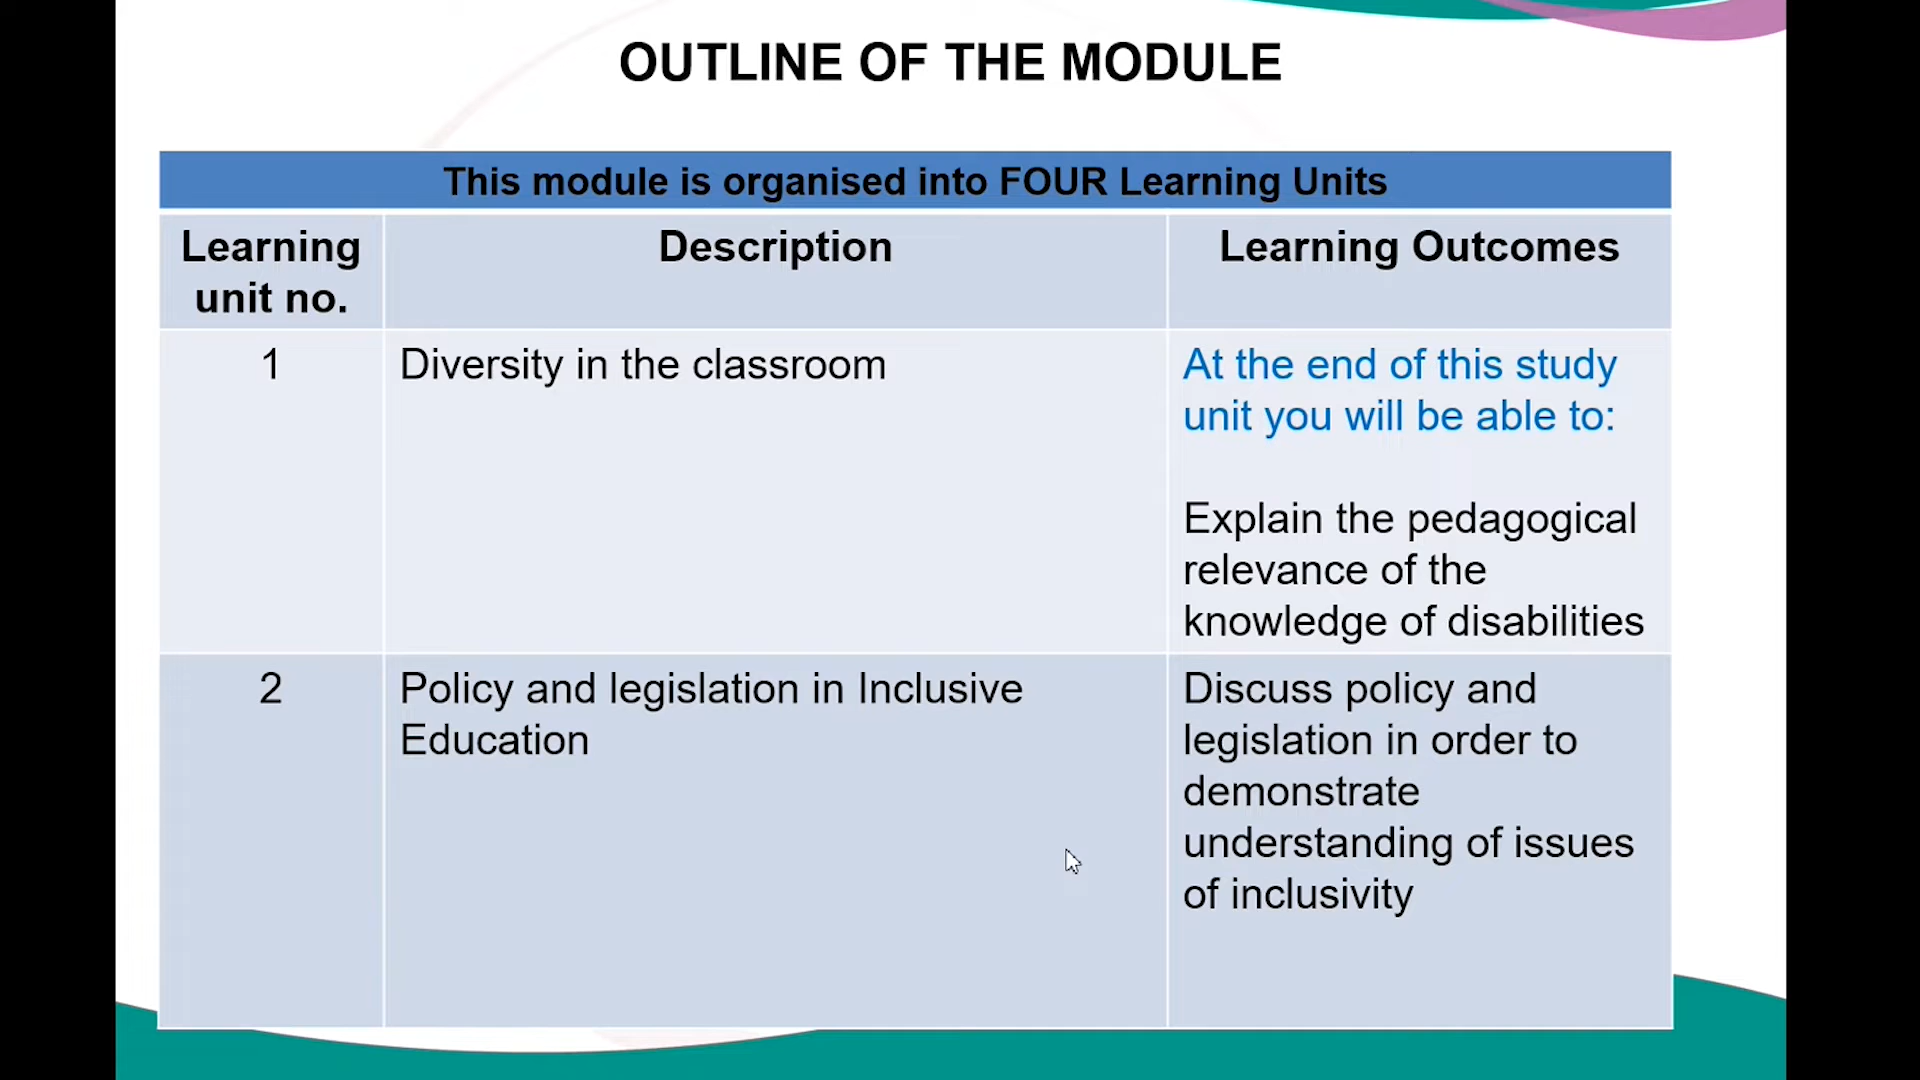 OUTLINE OF THE MODULE
This module is organised into FOUR Learning Units
Learning
unit no.
Description
Learning Outcomes
1
Diversity in the classroom
At the end of this study
unit you will be able to:
Explain the pedagogical
relevance of the
knowledge of disabilities
2
Policy and legislation in Inclusive
Education
Discuss policy and
legislation in order to
demonstrate
understanding of issues
of inclusivity